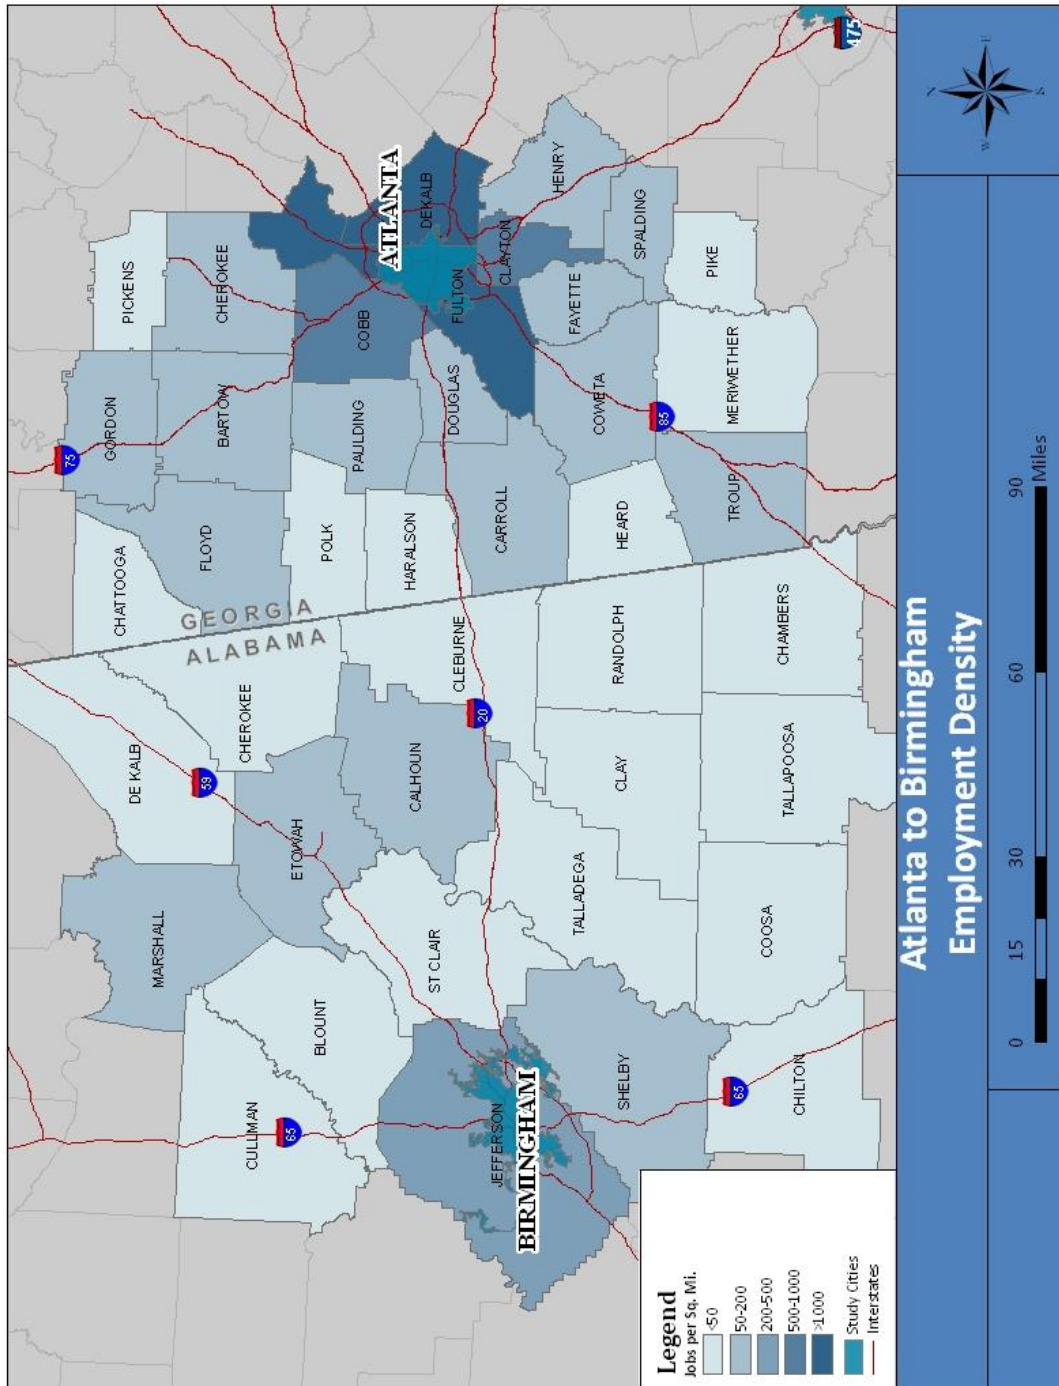 PICKENS
CHEROKEE
GORDON
BARTOW
CHATTOOGA
FLOYD
COBB
PAULDING
POLK
HARALSON
DOUGLAS
CARROLL
ATLANTA
DEKALB
FULTON
CLAYTON
HENRY
FAYETTE
SPALDING
COWETA
PIKE
MERIWETHER
HEARD
TROUP
GEORGIA
ALABAMA
DE KALB
CHEROKEE
MARSHALL
ETOWAH
CALHOUN
CLEBURNE
RANDOLPH
CHAMBERS
CLAY
TALLAPOOSA
TALLADEGA
COOSA
ST CLAIR
BLOUNT
CULLMAN
JEFFERSON
BIRMINGHAM
SHELBY
CHILTON
75
475
85
59
20
65
65
Legend
Jobs per Sq. Mi.
<50
50-200
200-500
500-1000
>1000
Study Cities
Interstates
Atlanta to Birmingham
Employment Density
0 15 30 60 90
Miles
N
W E
S